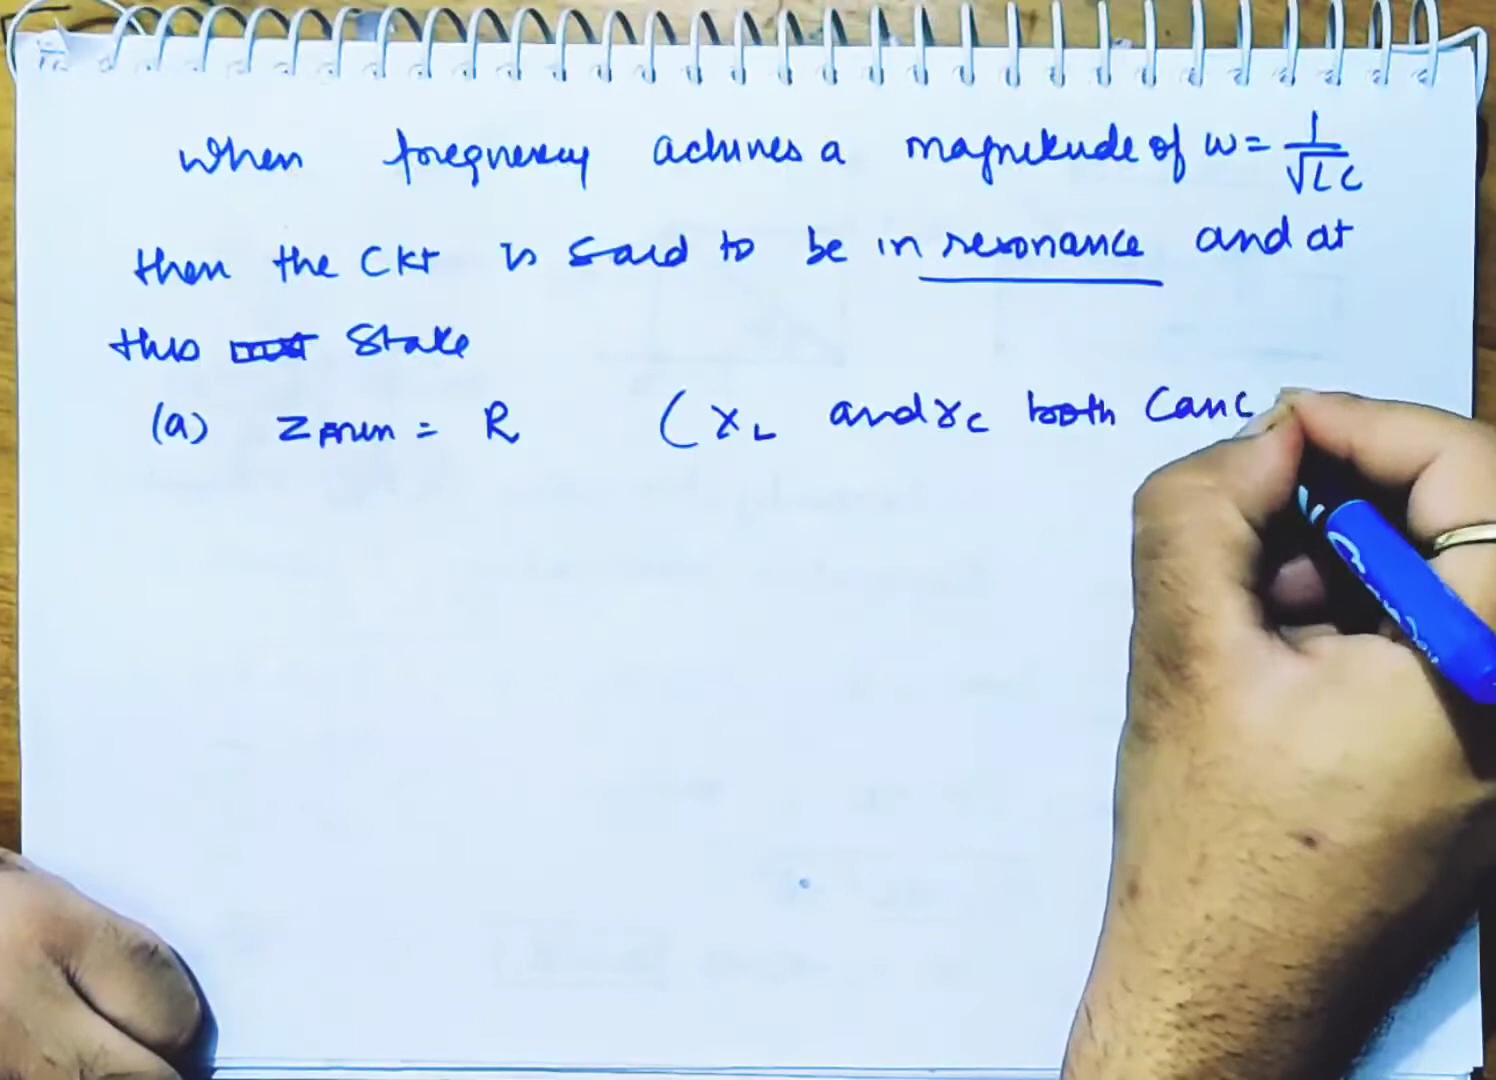 When frequency achives a magnitude of w = 1/√LC
then the Ckt is said to be in resonance and at
this state
(a) Zmin = R (XL and Xc both Canc